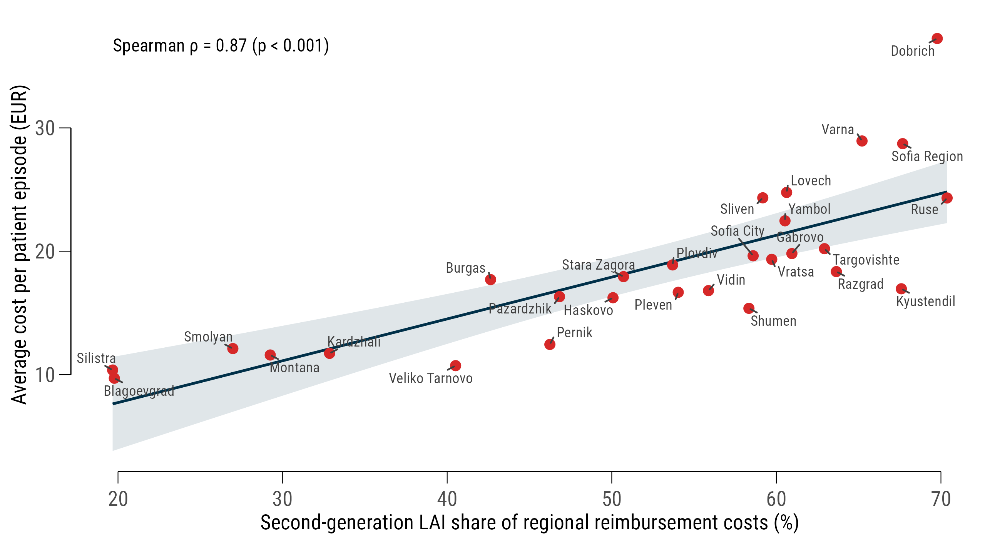 Spearman ρ = 0.87 (p < 0.001)
Dobrich
Varna
Sofia Region
Lovech
Sliven
Yambol
Ruse
Sofia City
Gabrovo
Plovdiv
Targovishte
Stara Zagora
Burgas
Vratsa
Vidin
Razgrad
Kyustendil
Pleven
Pazardzhik
Haskovo
Shumen
Pernik
Smolyan
Kardzhali
Silistra
Montana
Veliko Tarnovo
Blagoevgrad
Average cost per patient episode (EUR)
30
20
10
20
30
40
50
60
70
Second-generation LAI share of regional reimbursement costs (%)